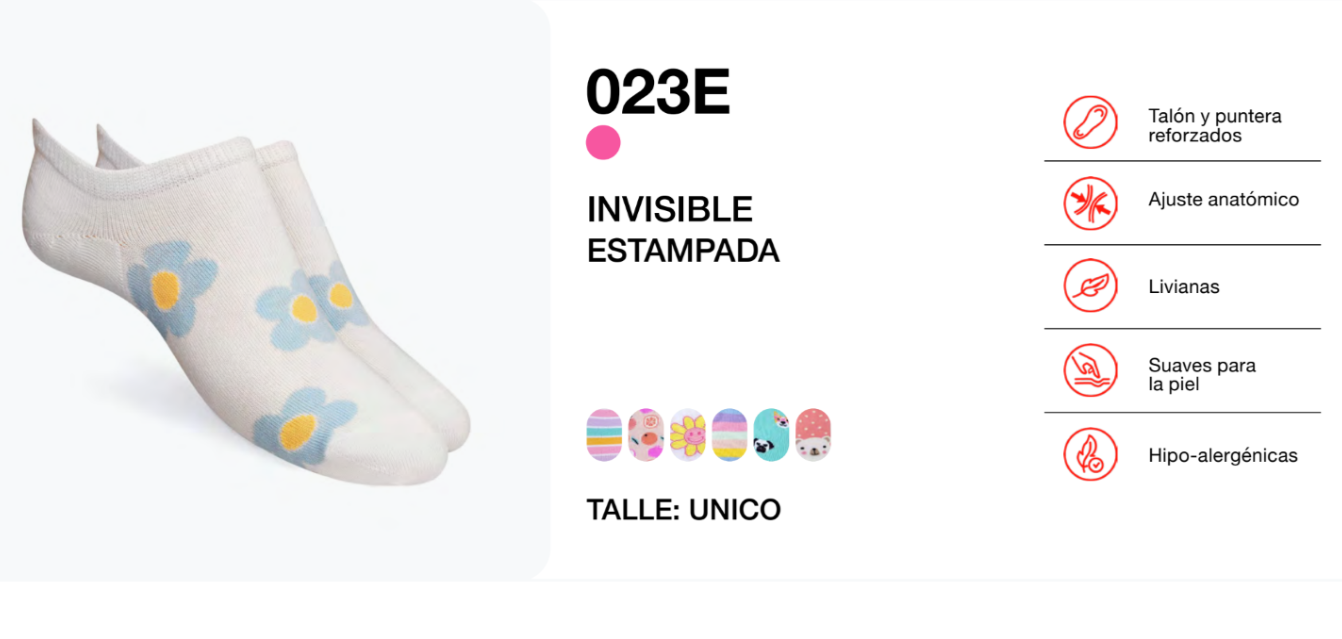 023E
INVISIBLE
ESTAMPADA
TALLE: UNICO
Talón y puntera
reforzados
Ajuste anatómico
Livianas
Suaves para
la piel
Hipo-alergénicas